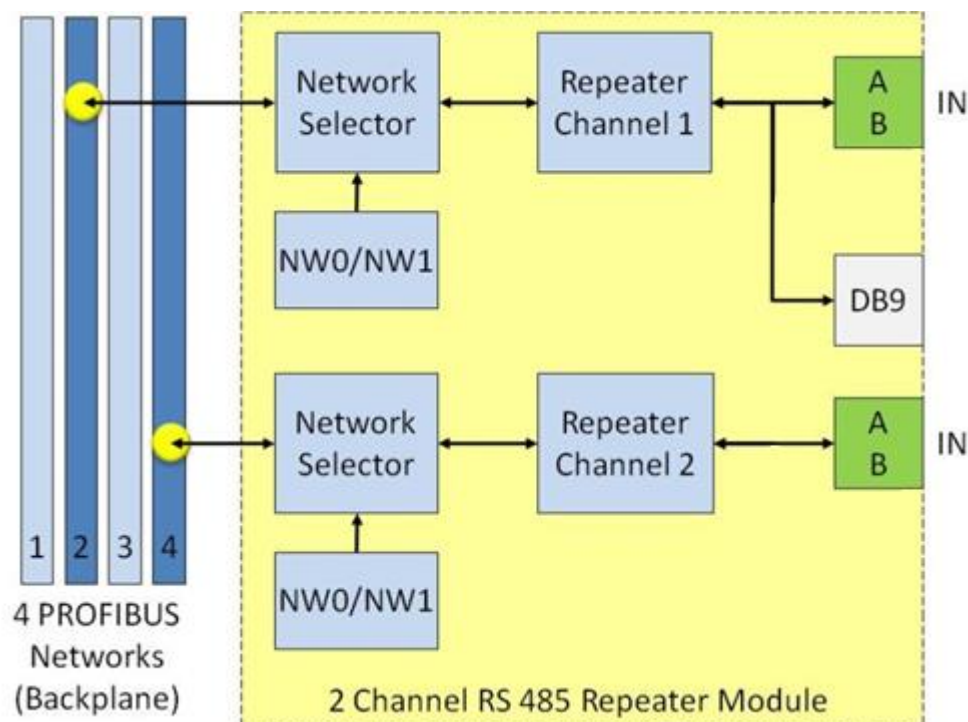 Network
Selector
Repeater
Channel 1
A
B
IN
NW0/NW1
DB9
Network
Selector
Repeater
Channel 2
A
B
IN
NW0/NW1
1 2 3 4
4 PROFIBUS
Networks
(Backplane)
2 Channel RS 485 Repeater Module